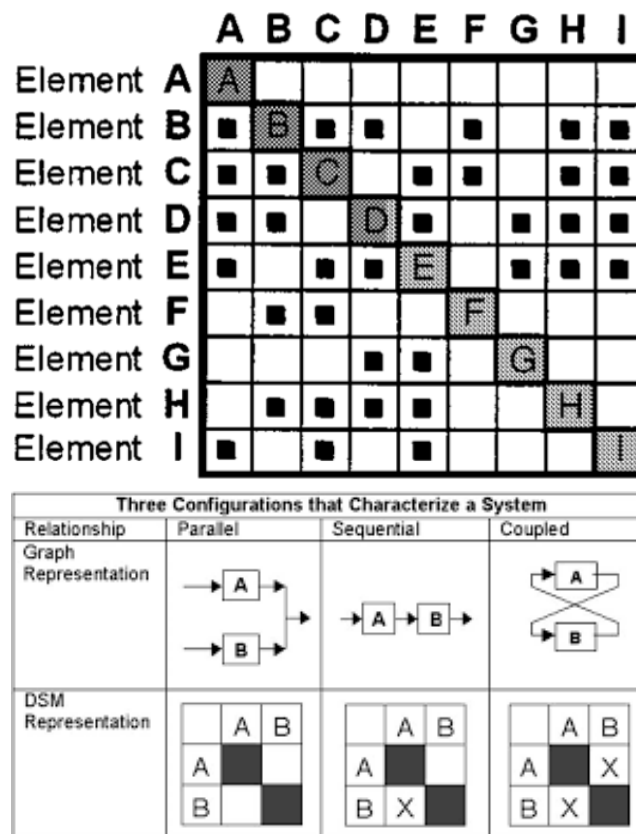 A B C D E F G H I
Element A A
Element B B
Element C C
Element D D
Element E E
Element F F
Element G G
Element H H
Element I I
Three Configurations that Characterize a System
Relationship Parallel Sequential Coupled
Graph
Representation
A A
A B
B B
DSM
Representation
A B A B A B
A A A X
B B X B X